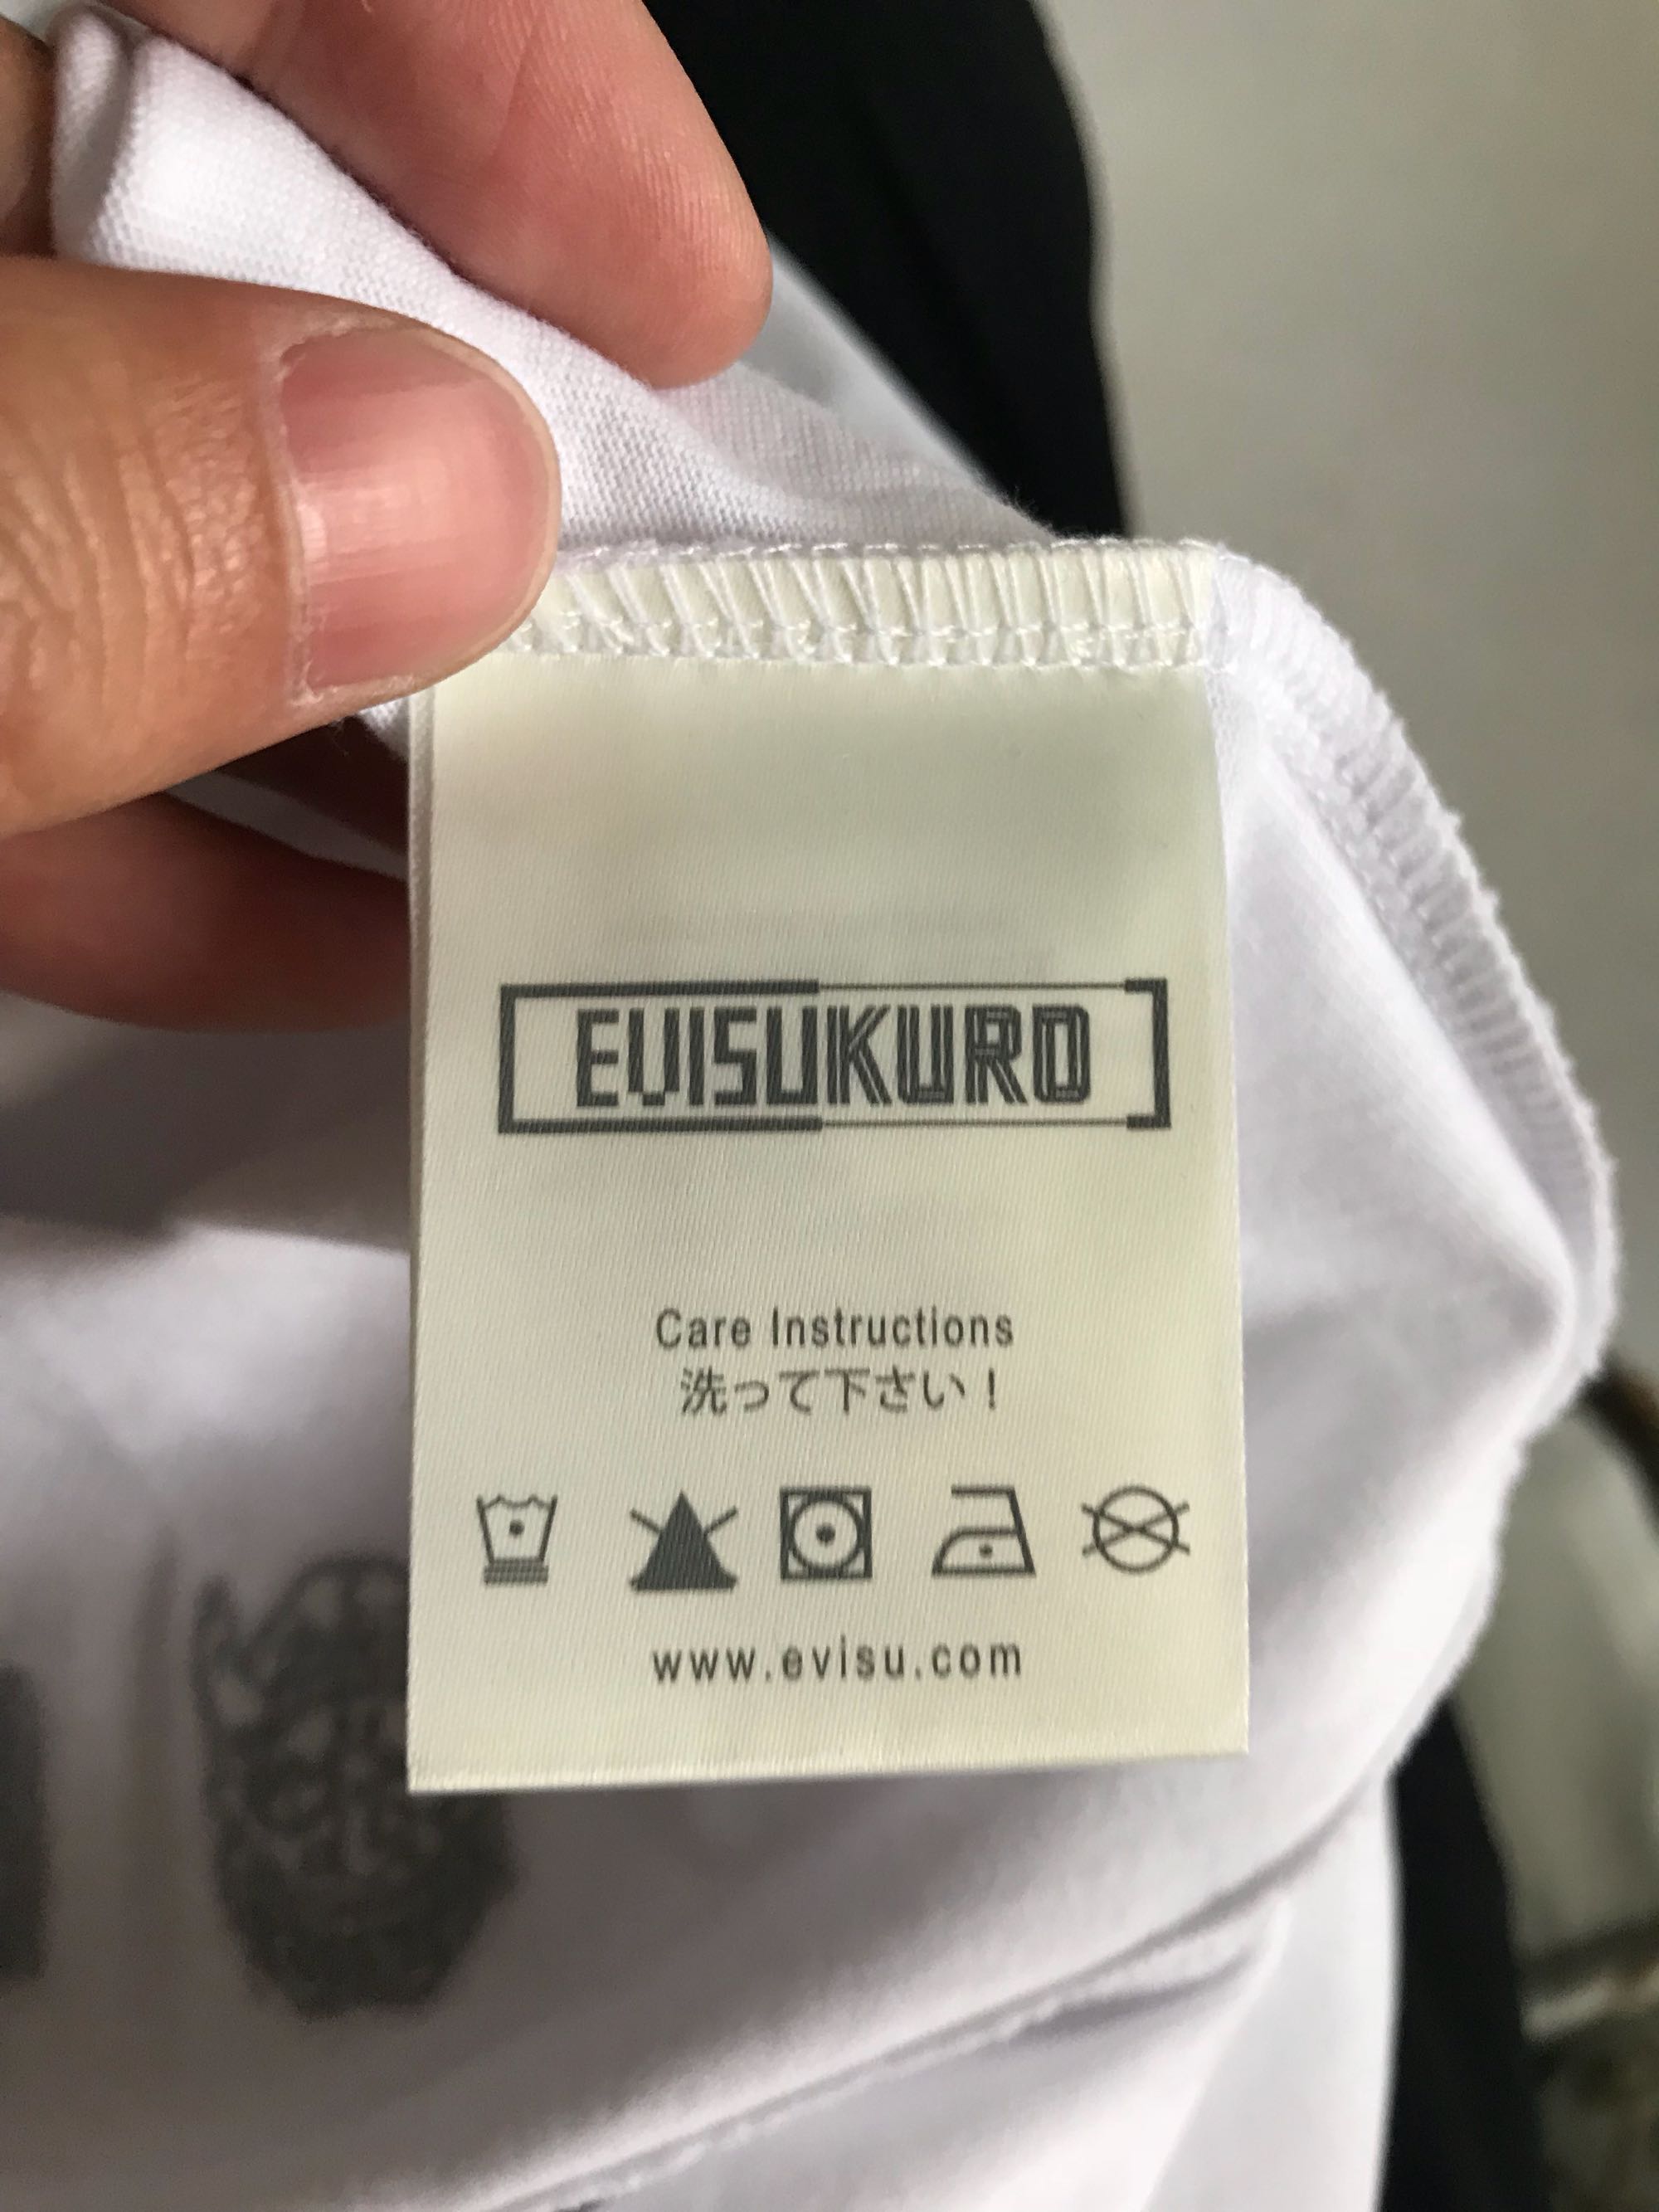 EVISUKURO
Care Instructions
洗って下さい！
www.evisu.com